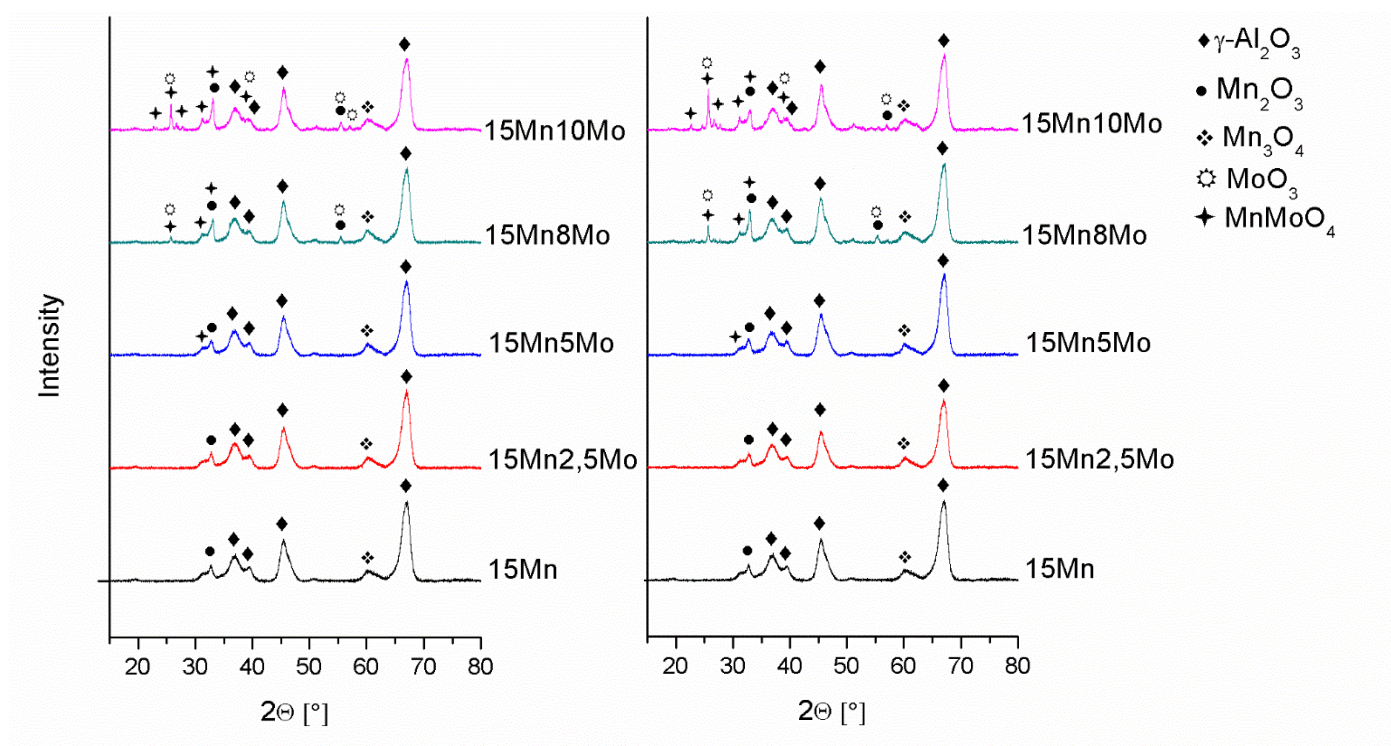 Intensity
15Mn10Mo
15Mn8Mo
15Mn5Mo
15Mn2,5Mo
15Mn
20 30 40 50 60 70 80
2Θ [°]
15Mn10Mo
15Mn8Mo
15Mn5Mo
15Mn2,5Mo
15Mn
20 30 40 50 60 70 80
2Θ [°]
γ-Al₂O₃
Mn₂O₃
Mn₃O₄
MoO₃
MnMoO₄